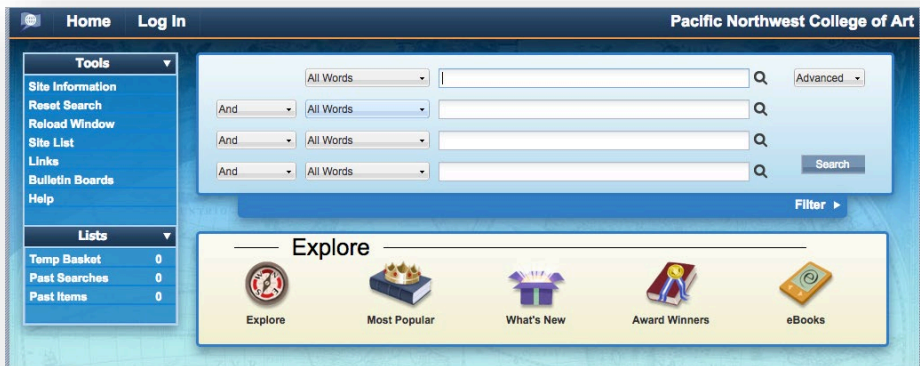 Home Log In Pacific Northwest College of Art
Tools
Site Information
Reset Search
Reload Window
Site List
Links
Bulletin Boards
Help
Lists
Temp Basket 0
Past Searches 0
Past Items 0
All Words Advanced
And All Words
And All Words
And All Words Search
Filter
Explore
Explore Most Popular What's New Award Winners eBooks